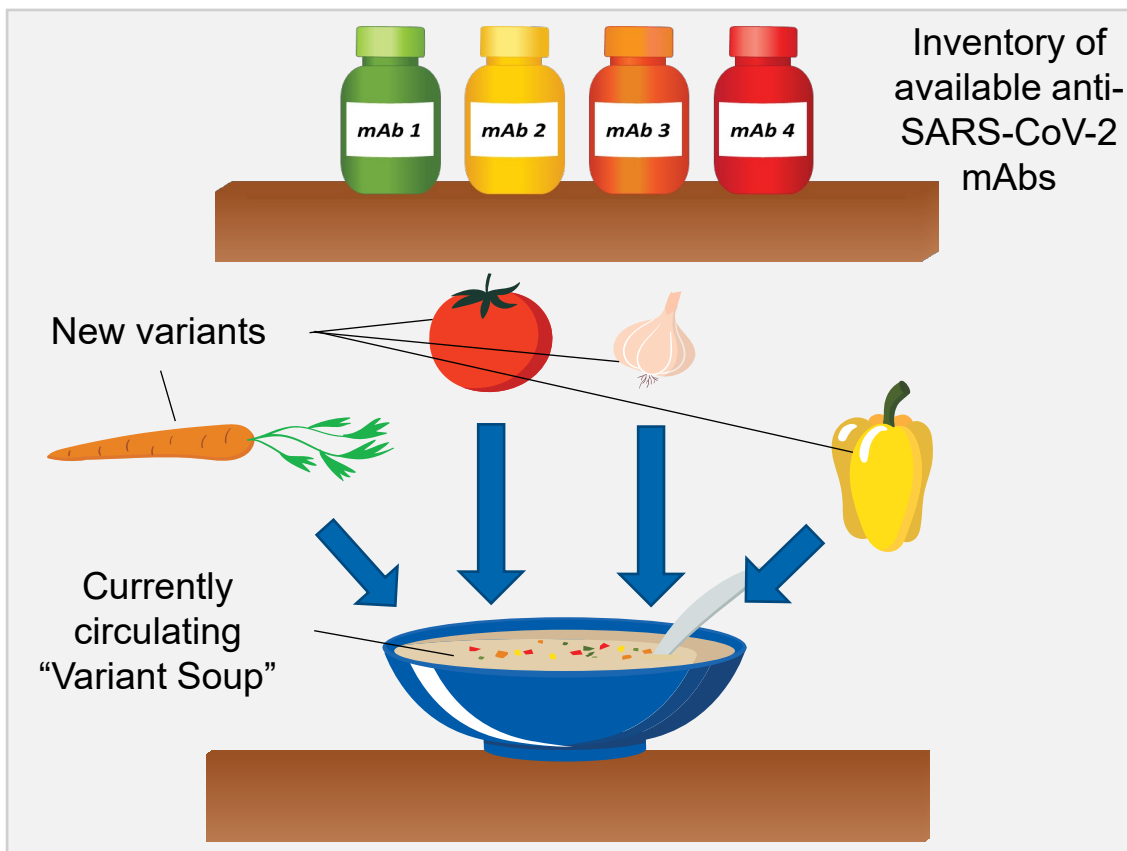 mAb 1
mAb 2
mAb 3
mAb 4
Inventory of
available anti-
SARS-CoV-2
mAbs
New variants
Currently
circulating
“Variant Soup”